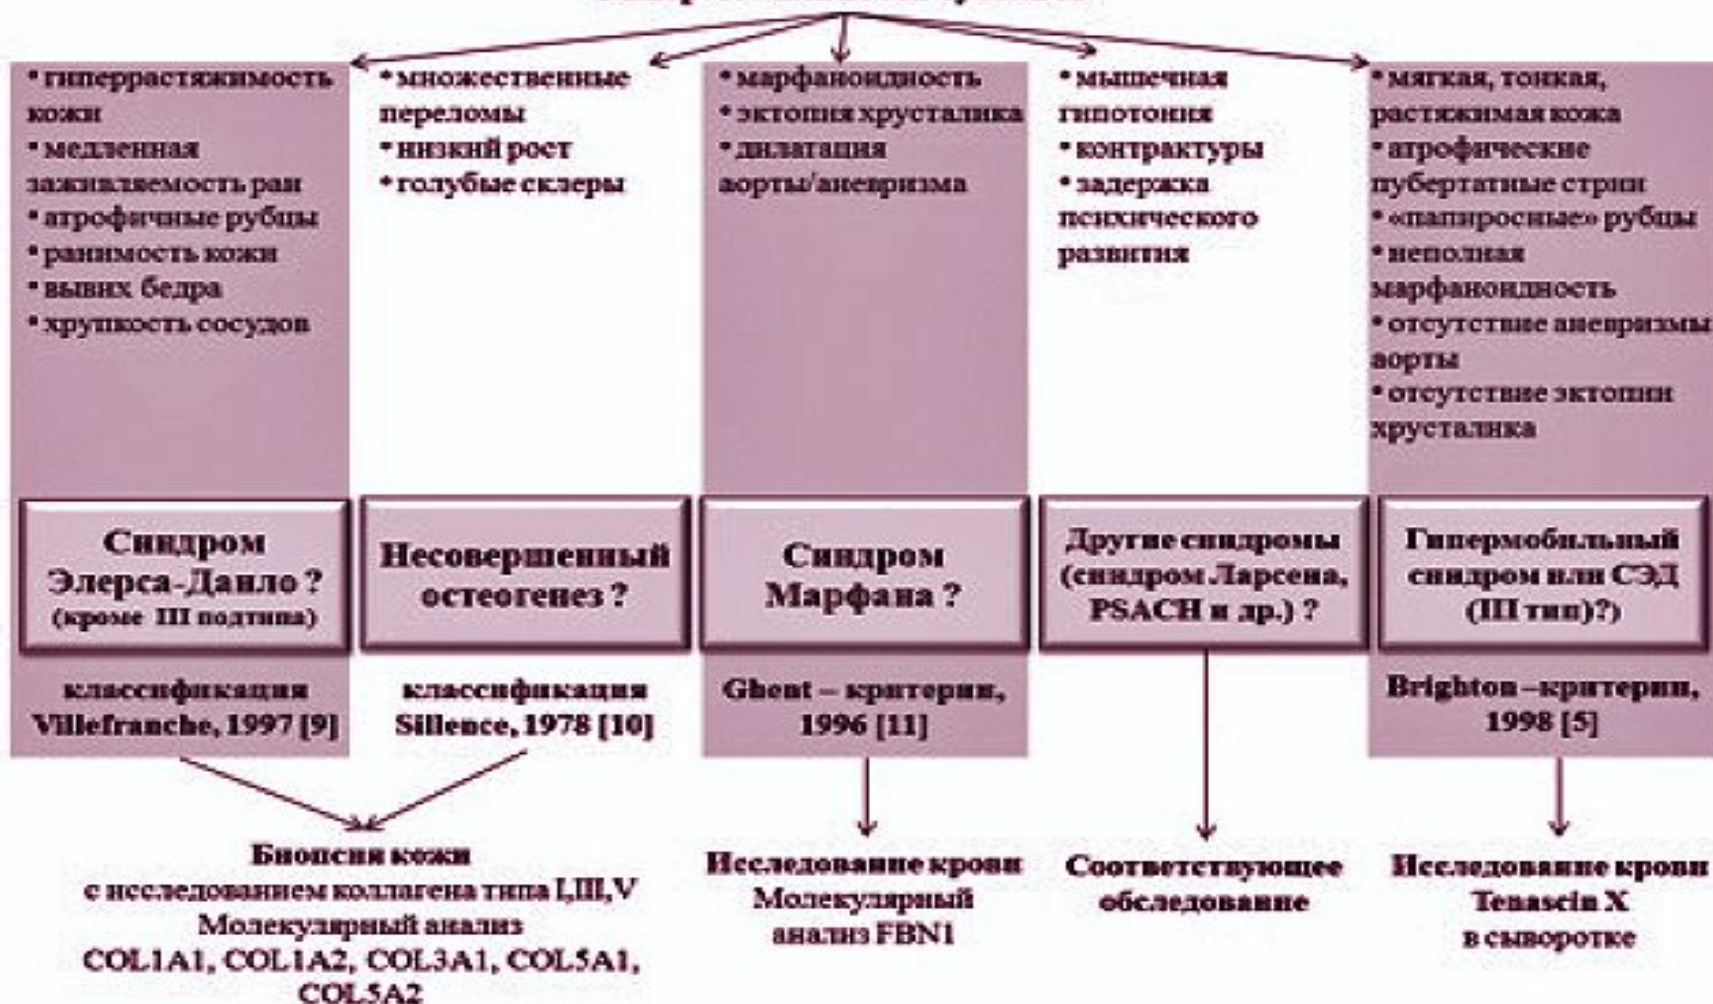 • гиперрастяжимость
кожи
• медленная
заживляемость ран
• атрофичные рубцы
• ранимость кожи
• вывих бедра
• хрупкость сосудов
• множественные
переломы
• низкий рост
• голубые склеры
• марфаноидность
• эктопия хрусталика
• дилатация
аорты/аневризма
• мышечная
гипотония
• контрактуры
• задержка
психического
развития
• мягкая, тонкая,
растяжимая кожа
• атрофические
пубертатные стрии
• «папиросные» рубцы
• неполная
марфаноидность
• отсутствие аневризмы
аорты
• отсутствие эктопии
хрусталика
Синдром
Элерса-Данло ?
(кроме III подтипа)
Несовершенный
остеогенез ?
Синдром
Марфана ?
Другие синдромы
(синдром Ларсена,
PSACH и др.) ?
Гипермобильный
синдром или СЭД
(III тип)?)
классификация
Villefranche, 1997 [9]
классификация
Sillence, 1978 [10]
Ghent – критерии,
1996 [11]
Brighton –критерии,
1998 [5]
Биопсия кожи
с исследованием коллагена типа I,III,V
Молекулярный анализ
COL1A1, COL1A2, COL3A1, COL5A1,
COL5A2
Исследование крови
Молекулярный
анализ FBN1
Соответствующее
обследование
Исследование крови
Tenascin X
в сыворотке